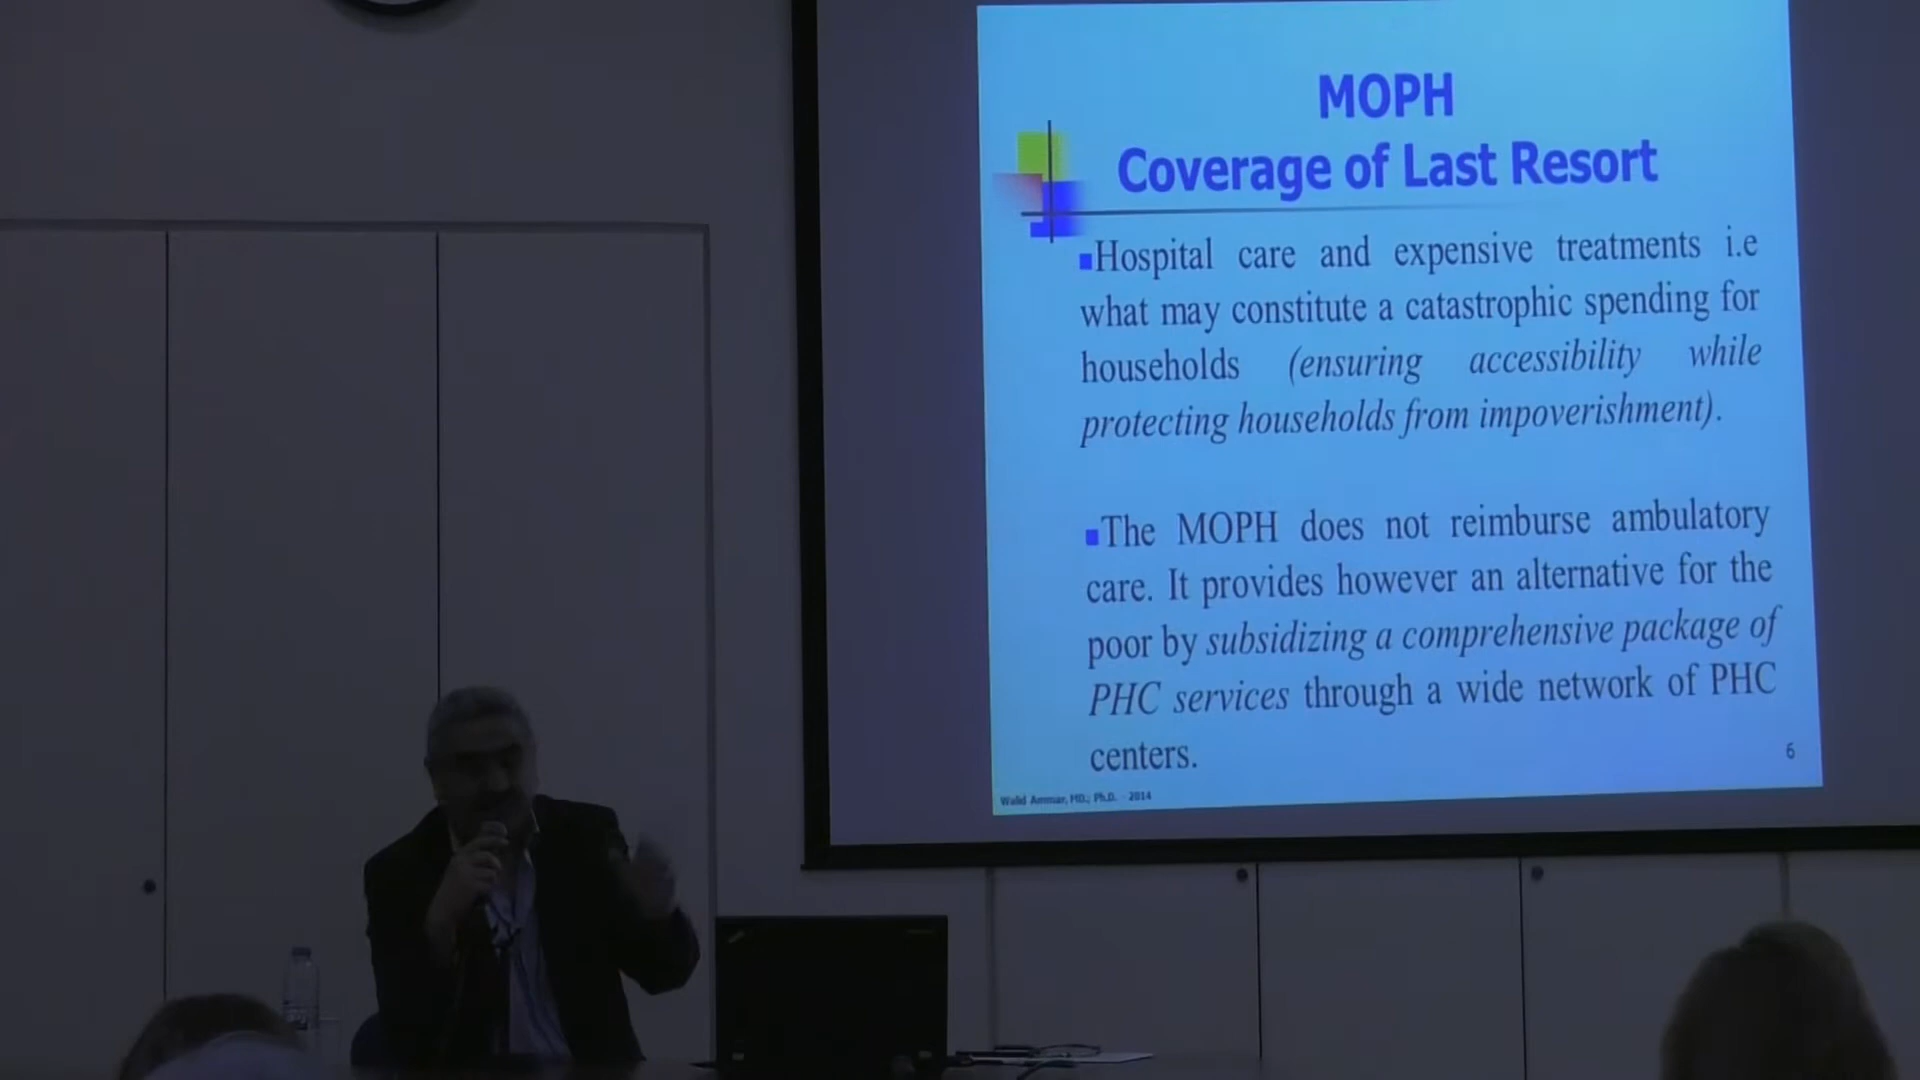 MOPH
Coverage of Last Resort
Hospital care and expensive treatments i.e
what may constitute a catastrophic spending for
households (ensuring accessibility while
protecting households from impoverishment).
The MOPH does not reimburse ambulatory
care. It provides however an alternative for the
poor by subsidizing a comprehensive package of
PHC services through a wide network of PHC
centers.
6
Walid Ammar, MD.; Ph.D. - 2014